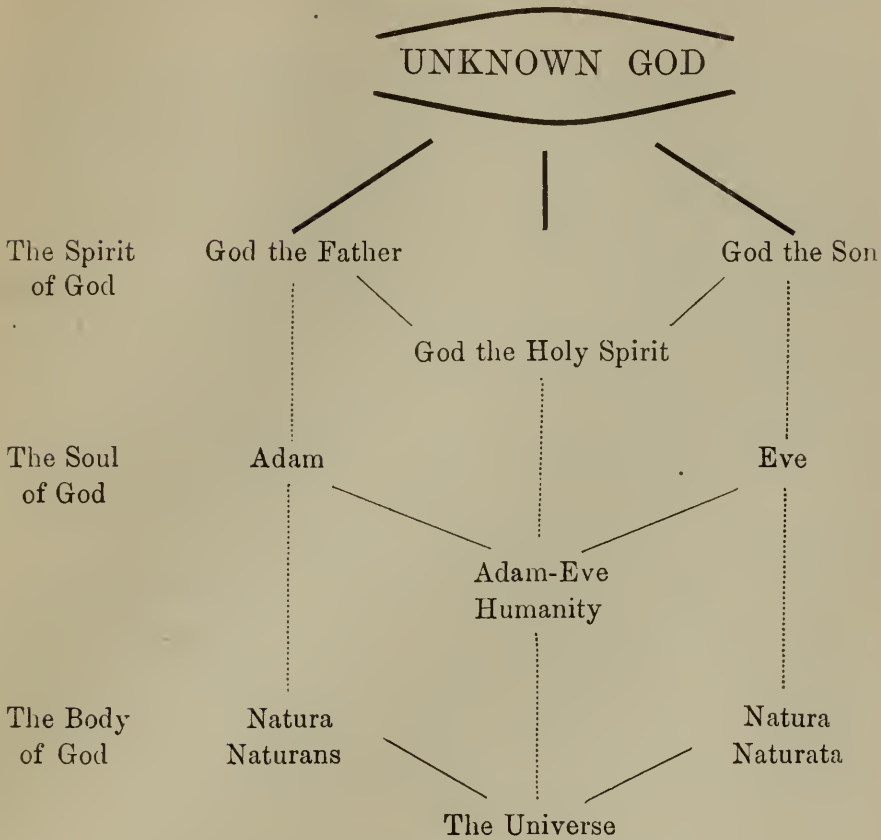 UNKNOWN GOD
The Spirit
of God
God the Father
God the Son
God the Holy Spirit
The Soul
of God
Adam
Eve
Adam-Eve
Humanity
The Body
of God
Natura
Naturans
Natura
Naturata
The Universe